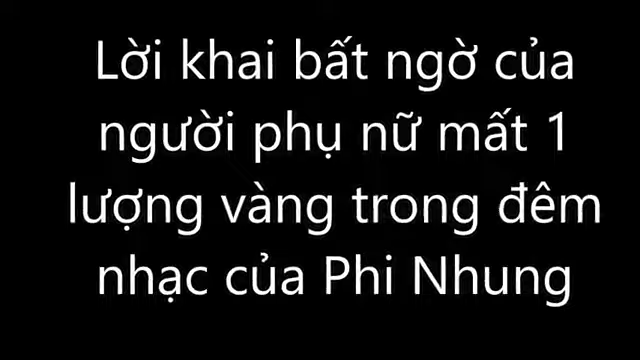 Lời khai bất ngờ của
người phụ nữ mất 1
lượng vàng trong đêm
nhạc của Phi Nhung